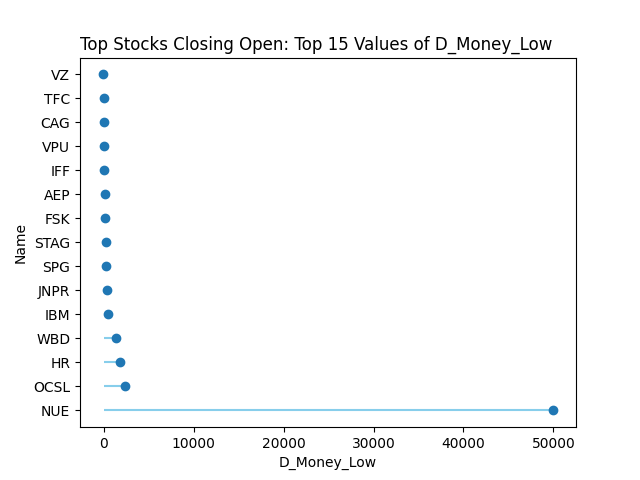 Top Stocks Closing Open: Top 15 Values of D_Money_Low
VZ
TFC
CAG
VPU
IFF
AEP
FSK
STAG
SPG
JNPR
IBM
WBD
HR
OCSL
NUE
Name
0 10000 20000 30000 40000 50000
D_Money_Low